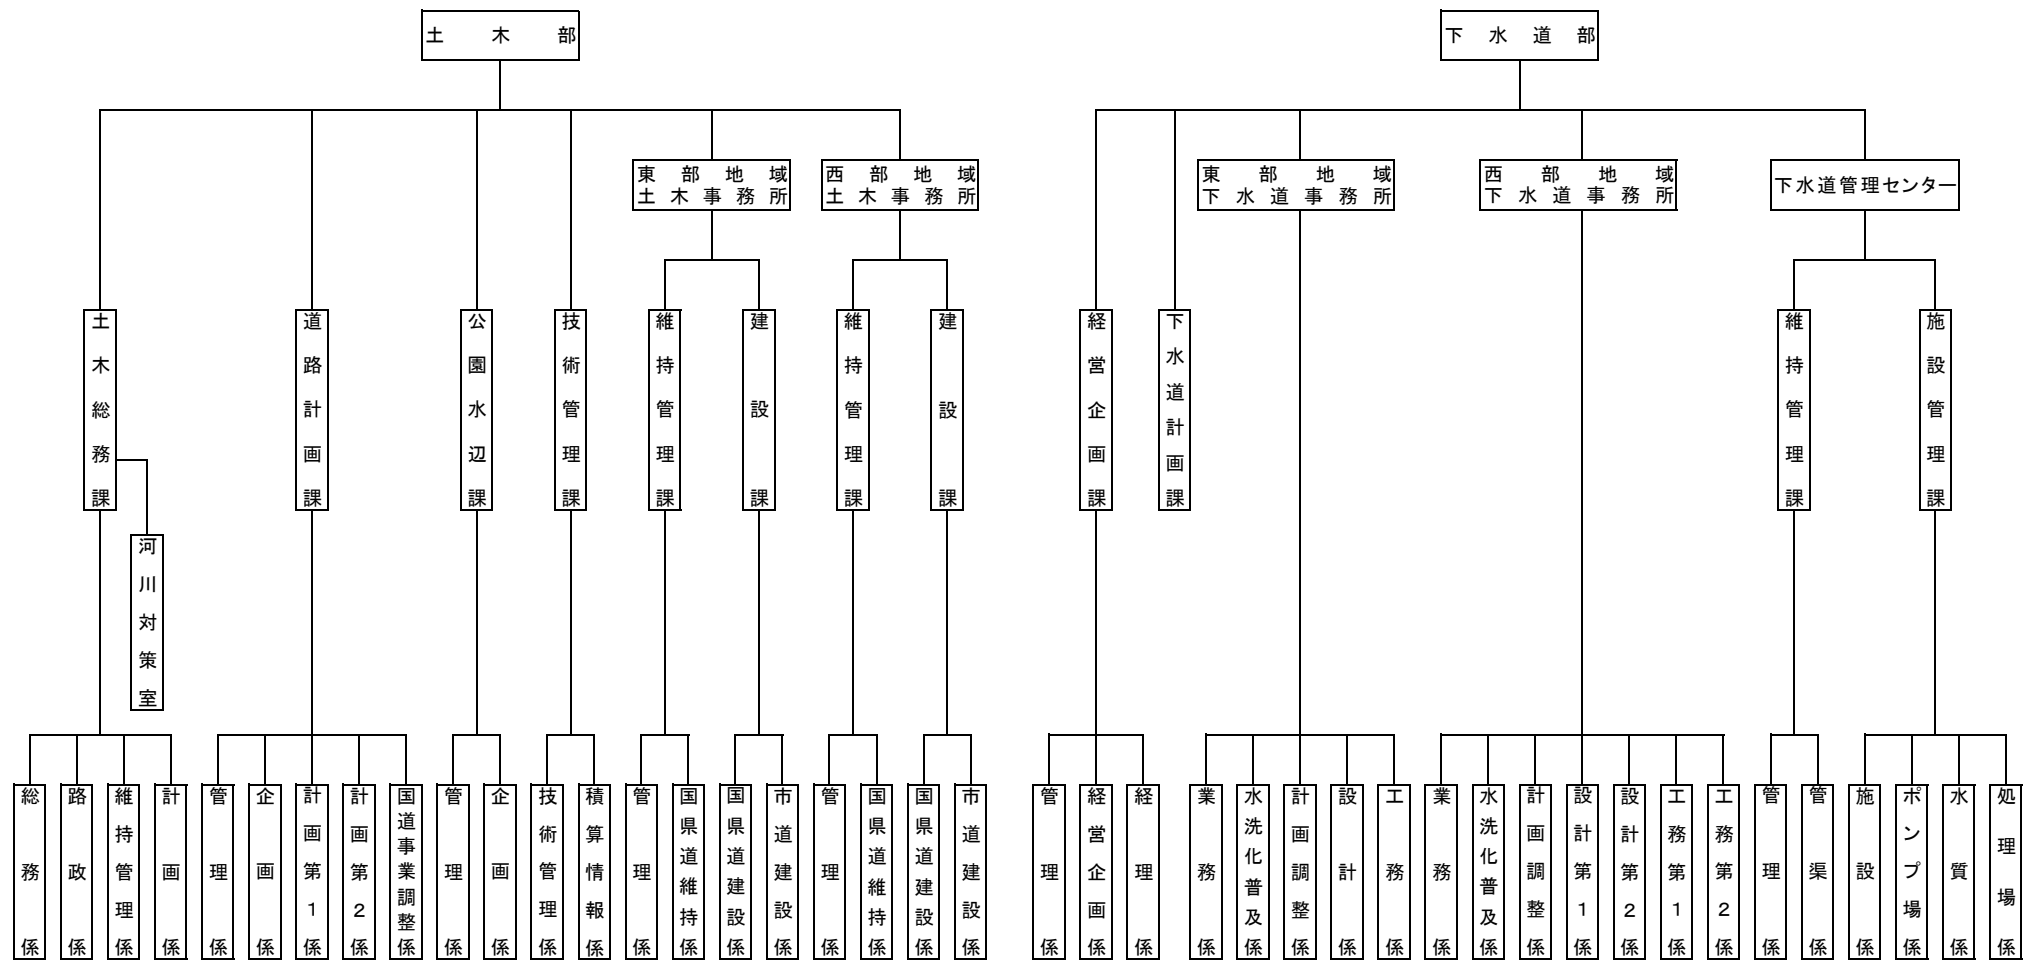 土木部
下水道部
東部地域
土木事務所
西部地域
土木事務所
東部地域
下水道事務所
西部地域
下水道事務所
下水道管理センター
土木総務課
道路計画課
公園水辺課
技術管理課
維持管理課
建設課
維持管理課
建設課
経営企画課
下水道計画課
維持管理課
施設管理課
河川対策室
総務係
路政係
維持管理係
計画係
管理係
企画係
計画第1係
計画第2係
国道事業調整係
管理係
企画係
技術管理係
積算情報係
管理係
国県道維持係
国県道建設係
市道建設係
管理係
国県道維持係
国県道建設係
市道建設係
管理係
経営企画係
経理係
業務係
水洗化普及係
計画調整係
設計係
工務係
業務係
水洗化普及係
計画調整係
設計第1係
設計第2係
工務第1係
工務第2係
管理係
管渠係
施設係
ポンプ場係
水質係
処理場係